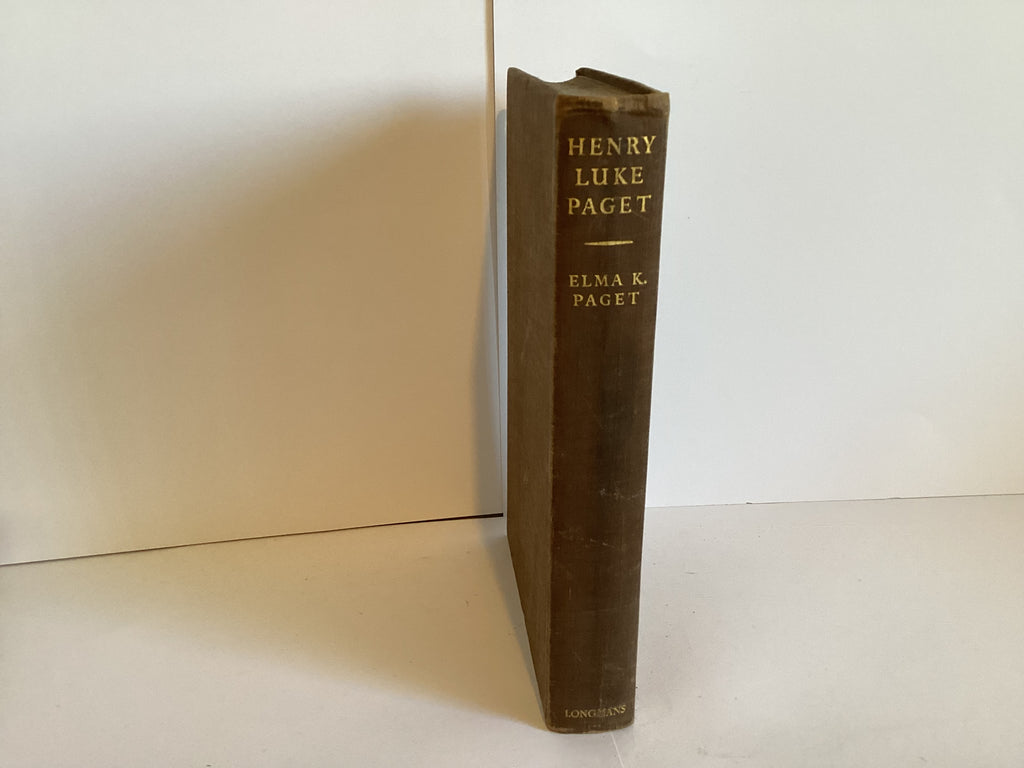 HENRY
LUKE
PAGET
ELMA K.
PAGET
LONGMANS